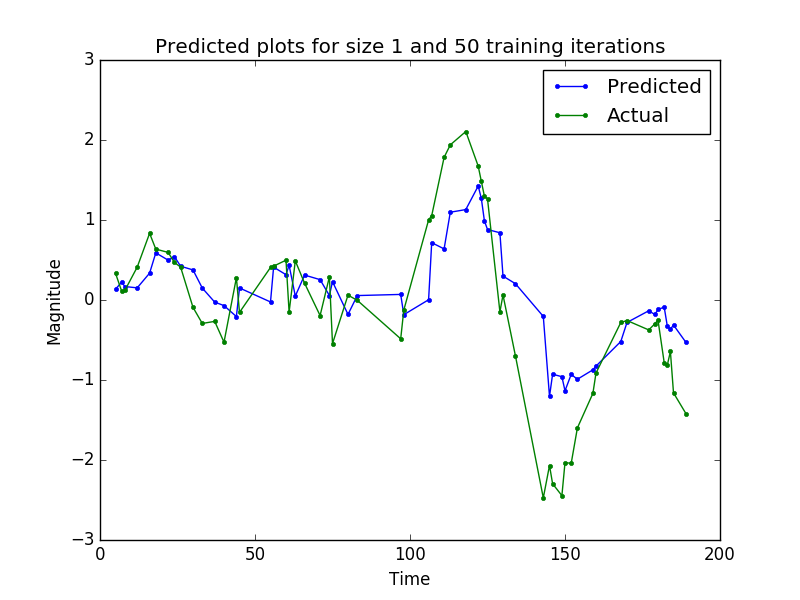 Predicted plots for size 1 and 50 training iterations
Predicted
Actual
3
2
1
0
−1
−2
−3
Magnitude
0 50 100 150 200
Time